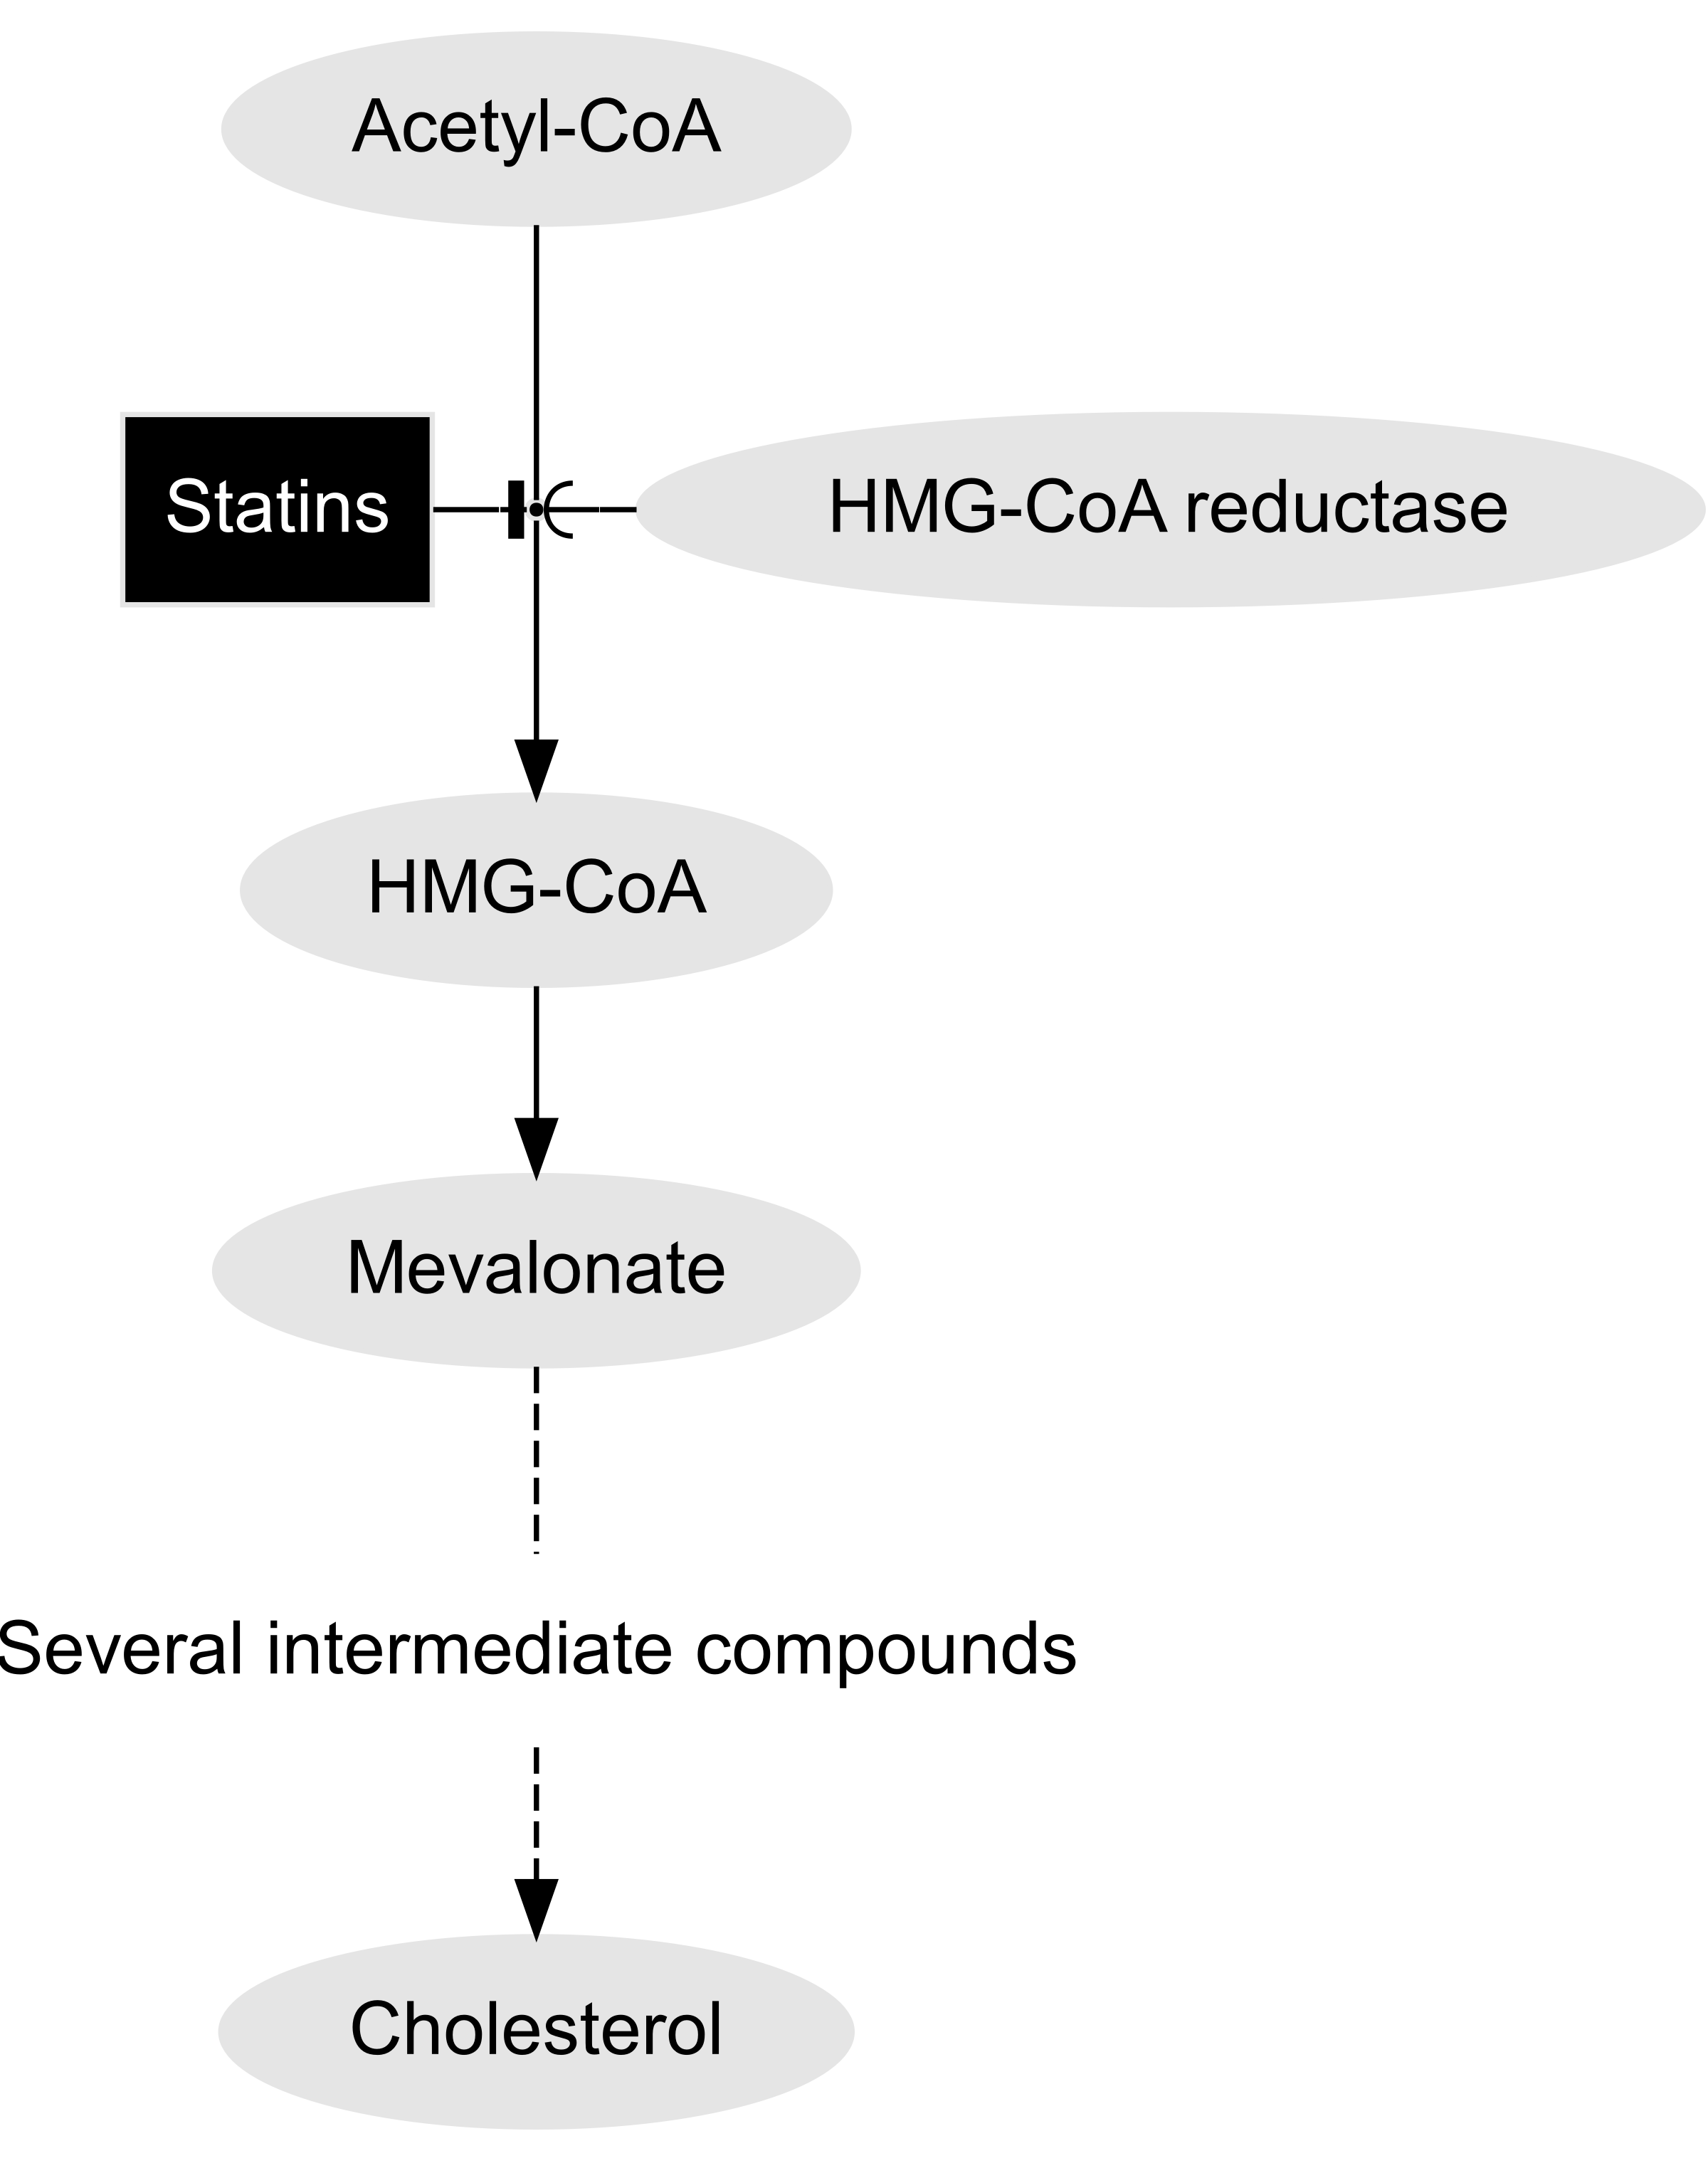 Acetyl-CoA
Statins
HMG-CoA reductase
HMG-CoA
Mevalonate
Several intermediate compounds
Cholesterol